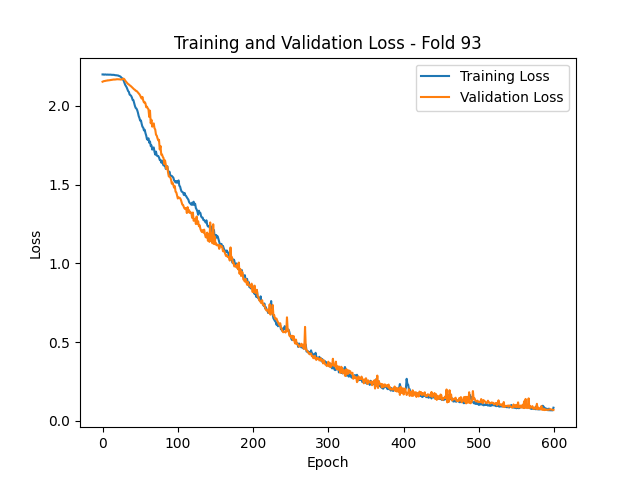 Training and Validation Loss - Fold 93
Training Loss
Validation Loss
Loss
2.0
1.5
1.0
0.5
0.0
0 100 200 300 400 500 600
Epoch